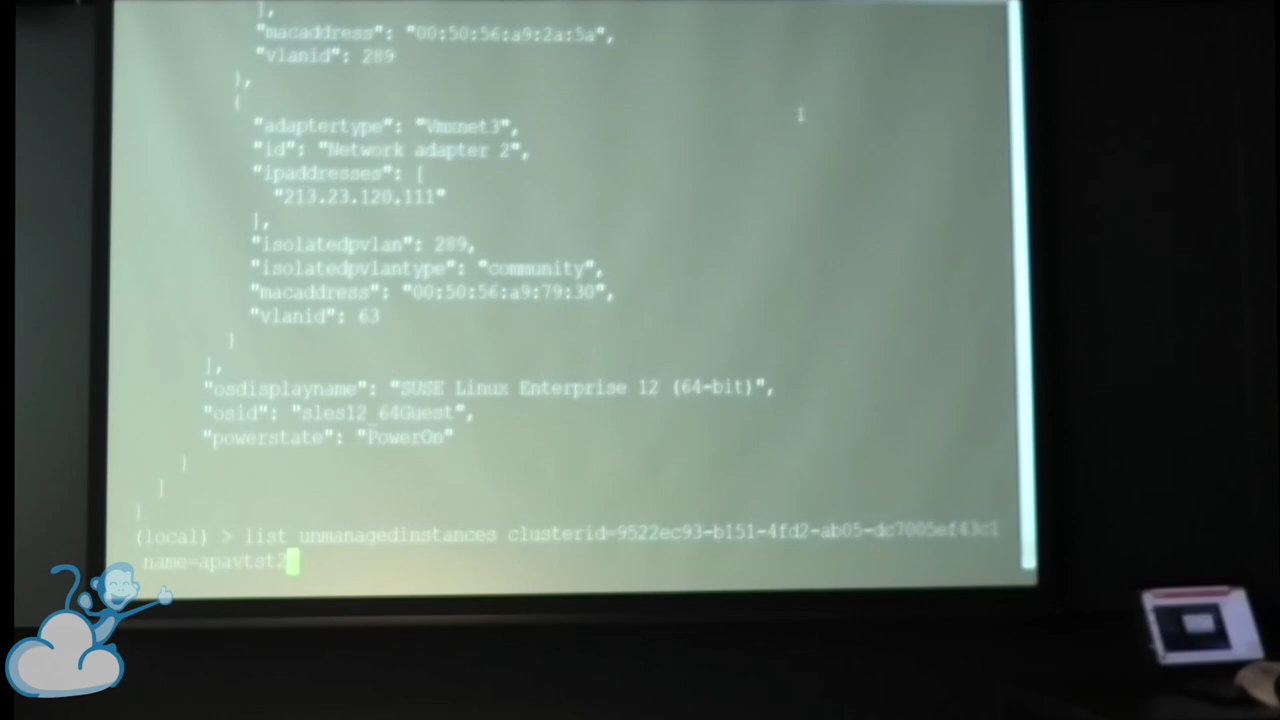 ],
"macaddress": "00:50:56:a9:2a:5a",
"vlanid": 289
},
{
"adaptertype": "Vmxnet3",
"id": "Network adapter 2",
"ipaddresses": [
"213.23.120.111"
],
"isolatedpvlan": 289,
"isolatedpvlantype": "community",
"macaddress": "00:50:56:a9:79:30",
"vlanid": 63
}
],
"osdisplayname": "SUSE Linux Enterprise 12 (64-bit)",
"osid": "sles12_64Guest",
"powerstate": "PowerOn"
}
]
}
(local) > list unmanagedinstances clusterid=9522ec93-b151-4fd2-ab05-dc7005ef43c1
name=apavtst2